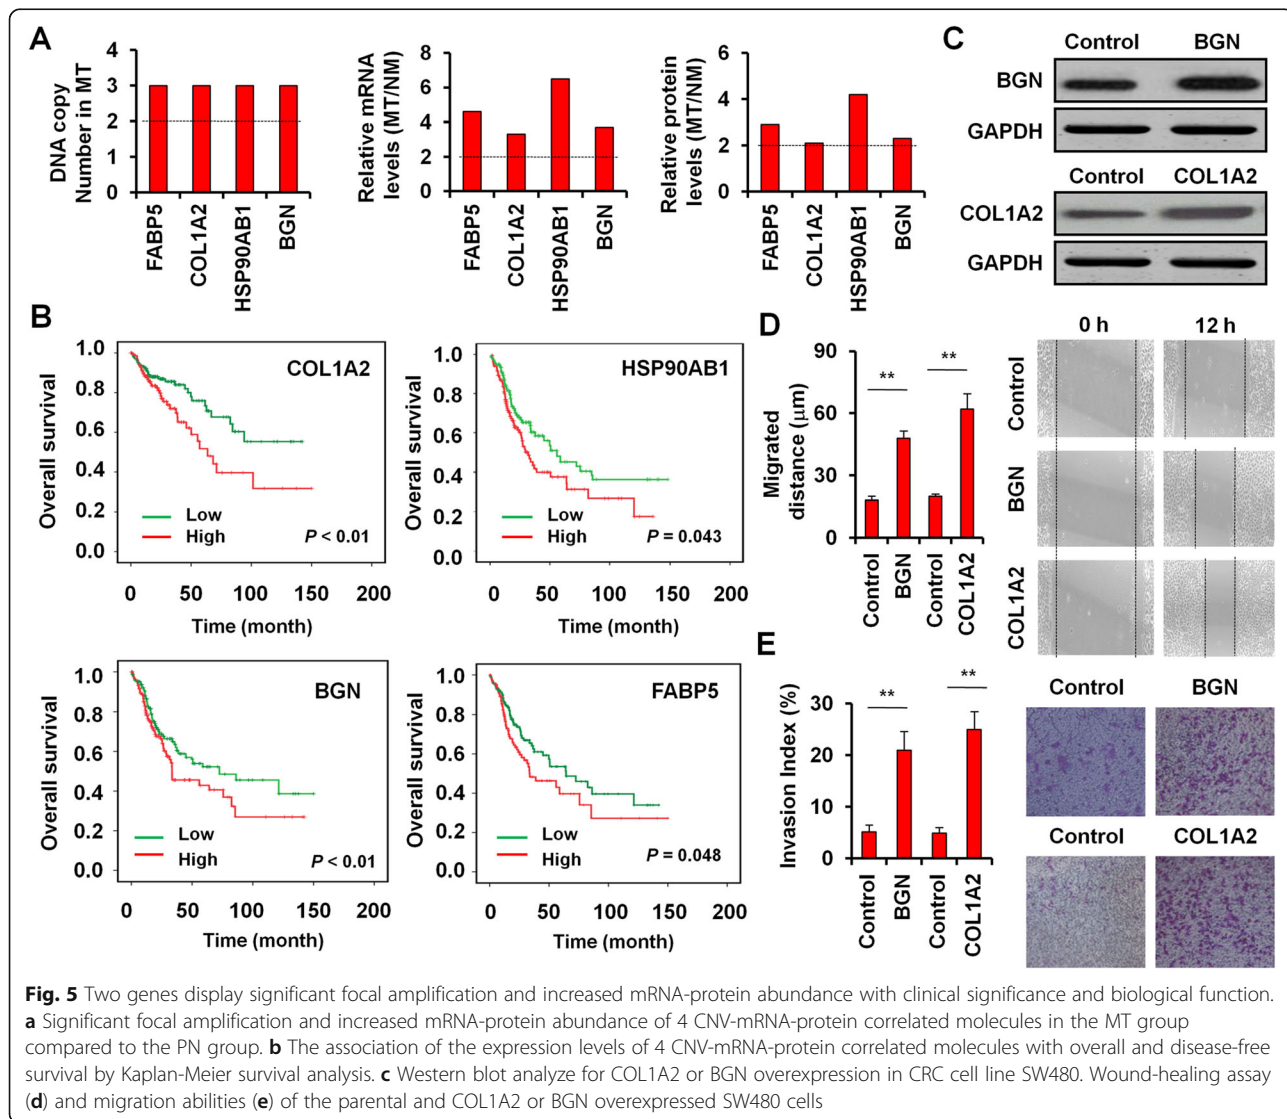 A
DNA copy
Number in MT
4
3
2
1
0
FABP5
COL1A2
HSP90AB1
BGN
Relative mRNA
levels (MT/NM)
8
6
4
2
0
FABP5
COL1A2
HSP90AB1
BGN
Relative protein
levels (MT/NM)
6
4
2
0
FABP5
COL1A2
HSP90AB1
BGN
C
Control BGN
BGN
GAPDH
Control COL1A2
COL1A2
GAPDH
B
Overall survival
1.0
0.8
0.6
0.4
0.2
0.0
COL1A2
Low
High
P < 0.01
0 50 100 150 200
Time (month)
Overall survival
1.0
0.8
0.6
0.4
0.2
0.0
HSP90AB1
Low
High
P = 0.043
0 50 100 150 200
Time (month)
Overall survival
1.0
0.8
0.6
0.4
0.2
0.0
BGN
Low
High
P < 0.01
0 50 100 150 200
Time (month)
Overall survival
1.0
0.8
0.6
0.4
0.2
0.0
FABP5
Low
High
P = 0.048
0 50 100 150 200
Time (month)
D
Migrated
distance (μm)
90
60
30
0
**
**
Control
BGN
Control
COL1A2
0 h 12 h
Control
BGN
COL1A2
E
Invasion Index (%)
30
20
10
0
**
**
Control
BGN
Control
COL1A2
Control BGN
Control COL1A2
Fig. 5 Two genes display significant focal amplification and increased mRNA-protein abundance with clinical significance and biological function.
a Significant focal amplification and increased mRNA-protein abundance of 4 CNV-mRNA-protein correlated molecules in the MT group
compared to the PN group. b The association of the expression levels of 4 CNV-mRNA-protein correlated molecules with overall and disease-free
survival by Kaplan-Meier survival analysis. c Western blot analyze for COL1A2 or BGN overexpression in CRC cell line SW480. Wound-healing assay
(d) and migration abilities (e) of the parental and COL1A2 or BGN overexpressed SW480 cells